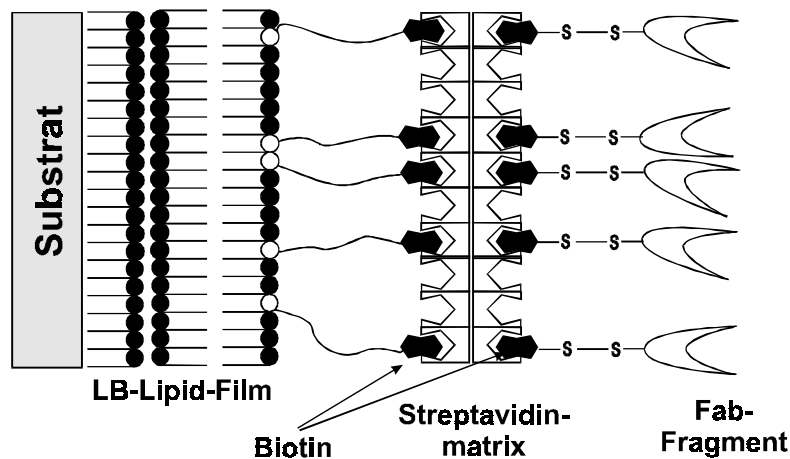 Substrat
S S
S S
S S
S S
S S
LB-Lipid-Film
Biotin
Streptavidin-
matrix
Fab-
Fragment